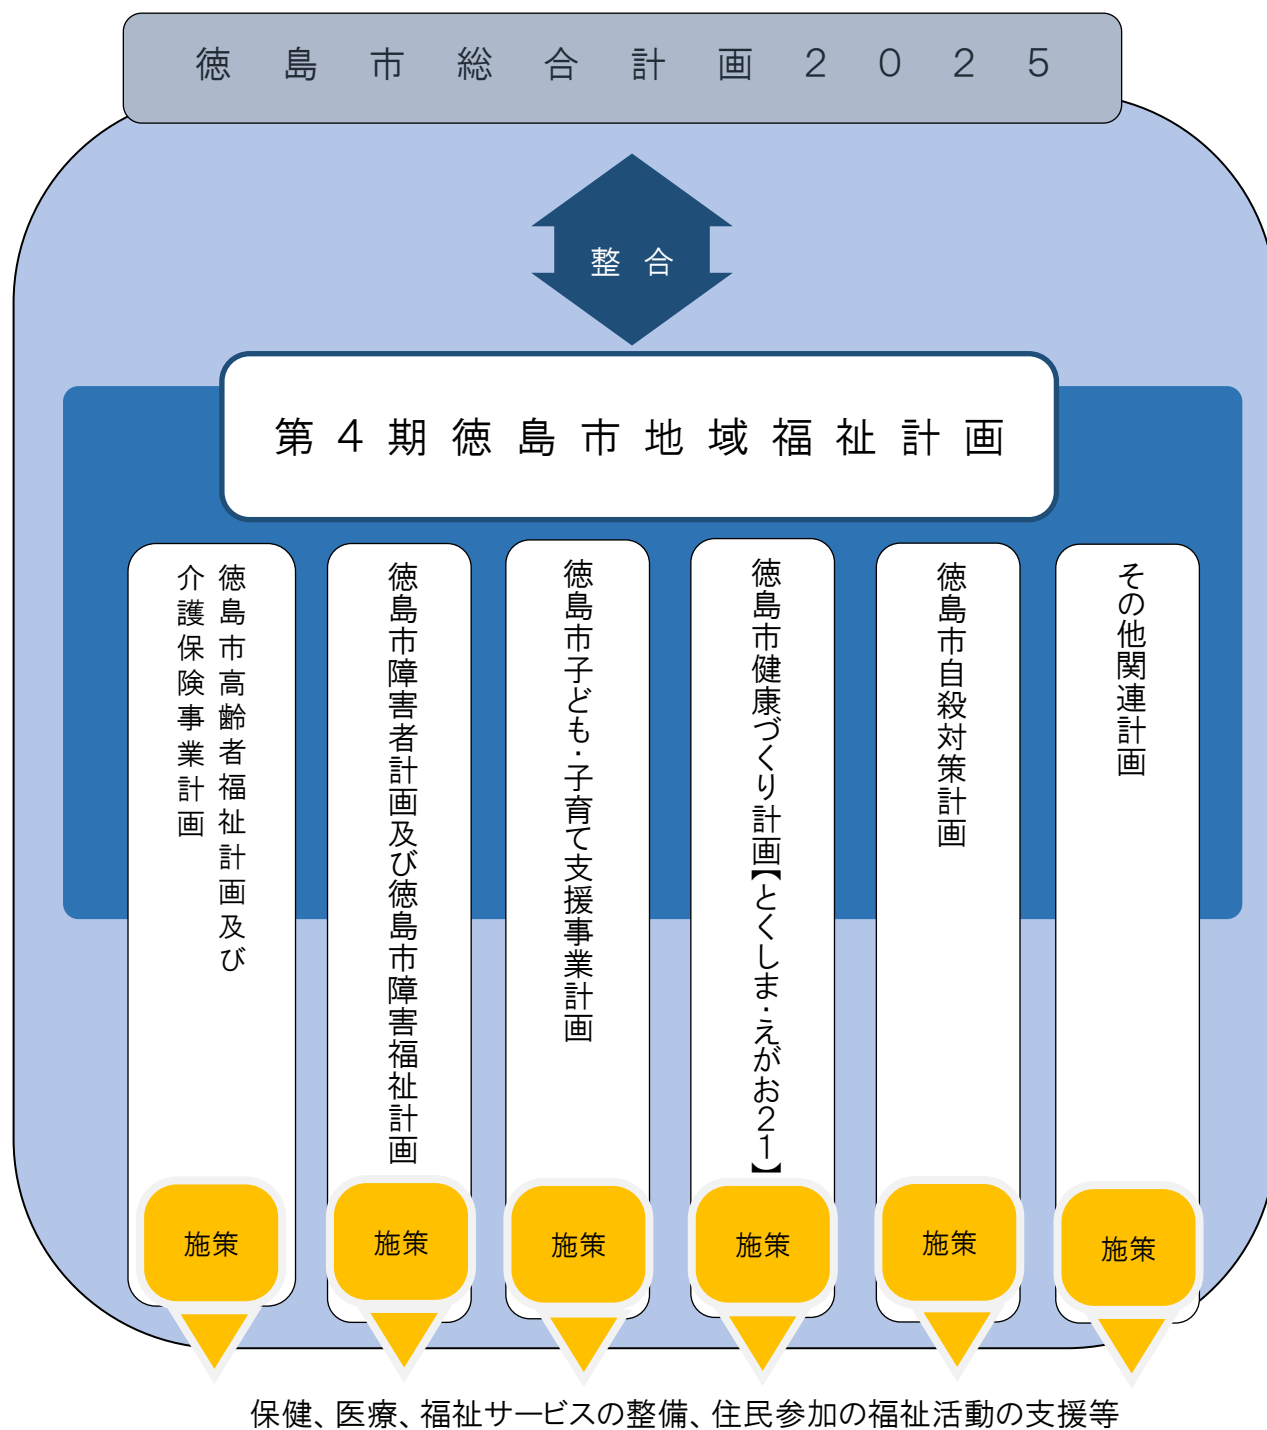 徳島市総合計画２０２５
整合
第４期徳島市地域福祉計画
徳島市高齢者福祉計画及び
介護保険事業計画
徳島市障害者計画及び徳島市障害福祉計画
徳島市子ども・子育て支援事業計画
徳島市健康づくり計画【とくしま・えがお２１】
徳島市自殺対策計画
その他関連計画
施策
施策
施策
施策
施策
施策
保健、医療、福祉サービスの整備、住民参加の福祉活動の支援等